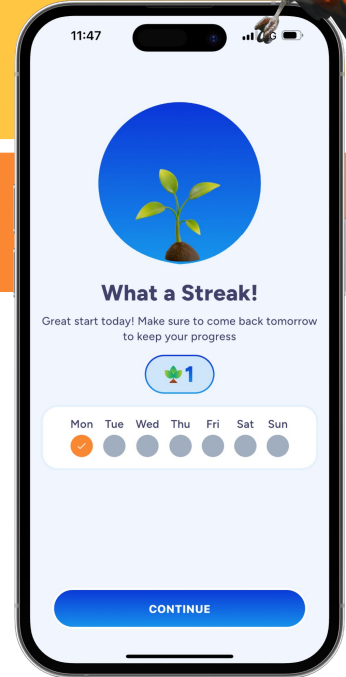 11:47
What a Streak!
Great start today! Make sure to come back tomorrow
to keep your progress
1
Mon Tue Wed Thu Fri Sat Sun
CONTINUE